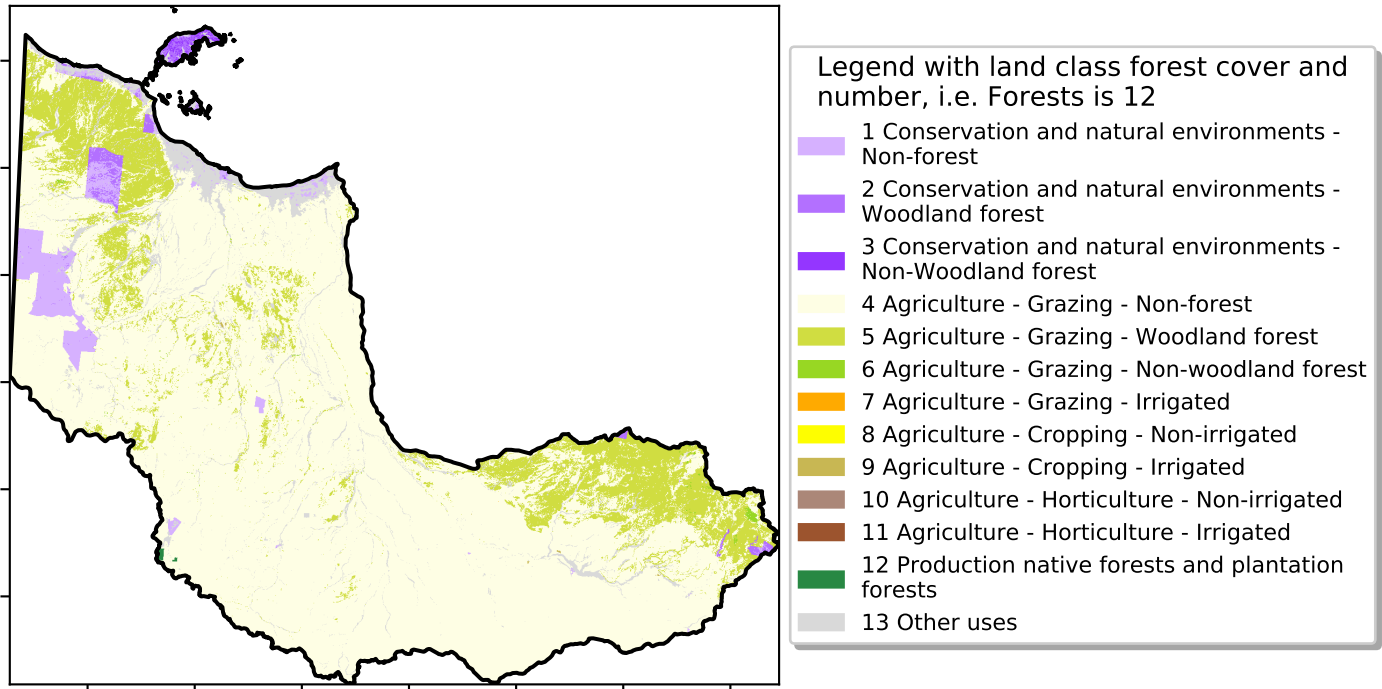 Legend with land class forest cover and
number, i.e. Forests is 12
1 Conservation and natural environments -
Non-forest
2 Conservation and natural environments -
Woodland forest
3 Conservation and natural environments -
Non-Woodland forest
4 Agriculture - Grazing - Non-forest
5 Agriculture - Grazing - Woodland forest
6 Agriculture - Grazing - Non-woodland forest
7 Agriculture - Grazing - Irrigated
8 Agriculture - Cropping - Non-irrigated
9 Agriculture - Cropping - Irrigated
10 Agriculture - Horticulture - Non-irrigated
11 Agriculture - Horticulture - Irrigated
12 Production native forests and plantation
forests
13 Other uses